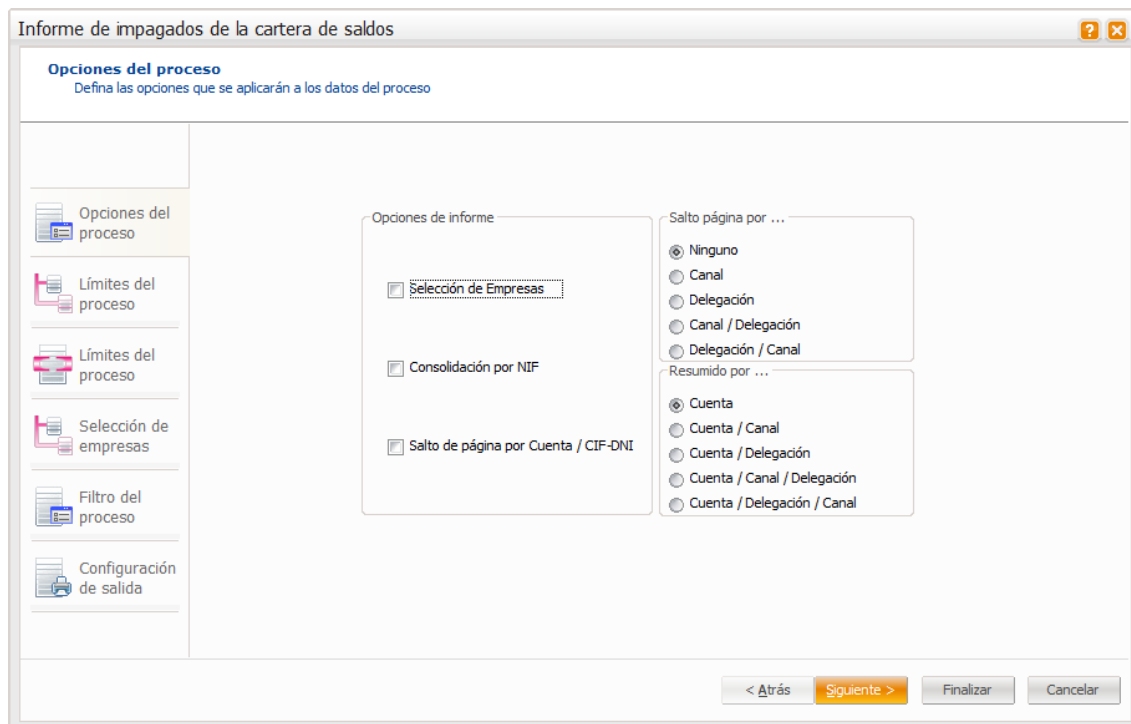 Informe de impagados de la cartera de saldos
Opciones del proceso
Defina las opciones que se aplicarán a los datos del proceso
Opciones del
proceso
Límites del
proceso
Límites del
proceso
Selección de
empresas
Filtro del
proceso
Configuración
de salida
Opciones de informe
Selección de Empresas
Consolidación por NIF
Salto de página por Cuenta / CIF-DNI
Salto página por ...
Ninguno
Canal
Delegación
Canal / Delegación
Delegación / Canal
Resumido por ...
Cuenta
Cuenta / Canal
Cuenta / Delegación
Cuenta / Canal / Delegación
Cuenta / Delegación / Canal
< Atrás
Siguiente >
Finalizar
Cancelar